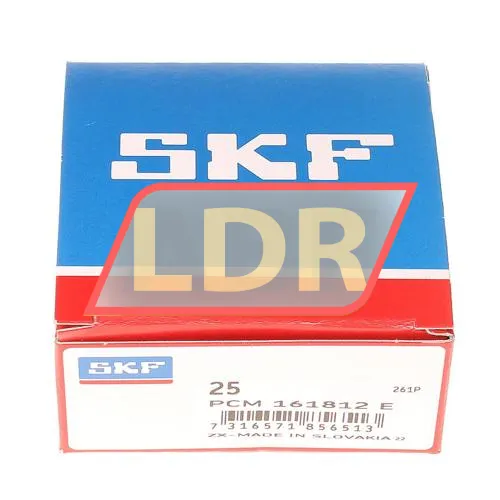 SKF
LDR
SKF
25
261P
PCM 161812 E
7 316571 856513
ZX-MADE IN SLOVAKIA 22